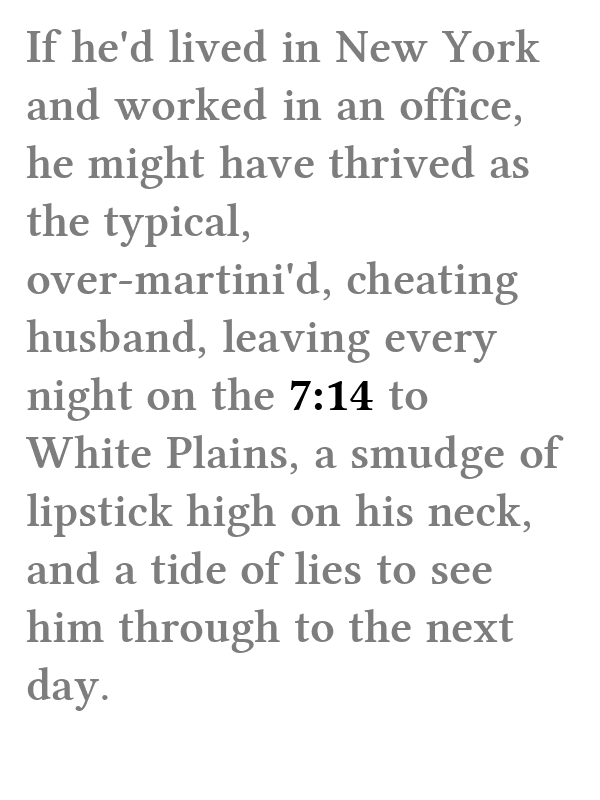 If he'd lived in New York
and worked in an office,
he might have thrived as
the typical,
over-martini'd, cheating
husband, leaving every
night on the 7:14 to
White Plains, a smudge of
lipstick high on his neck,
and a tide of lies to see
him through to the next
day.